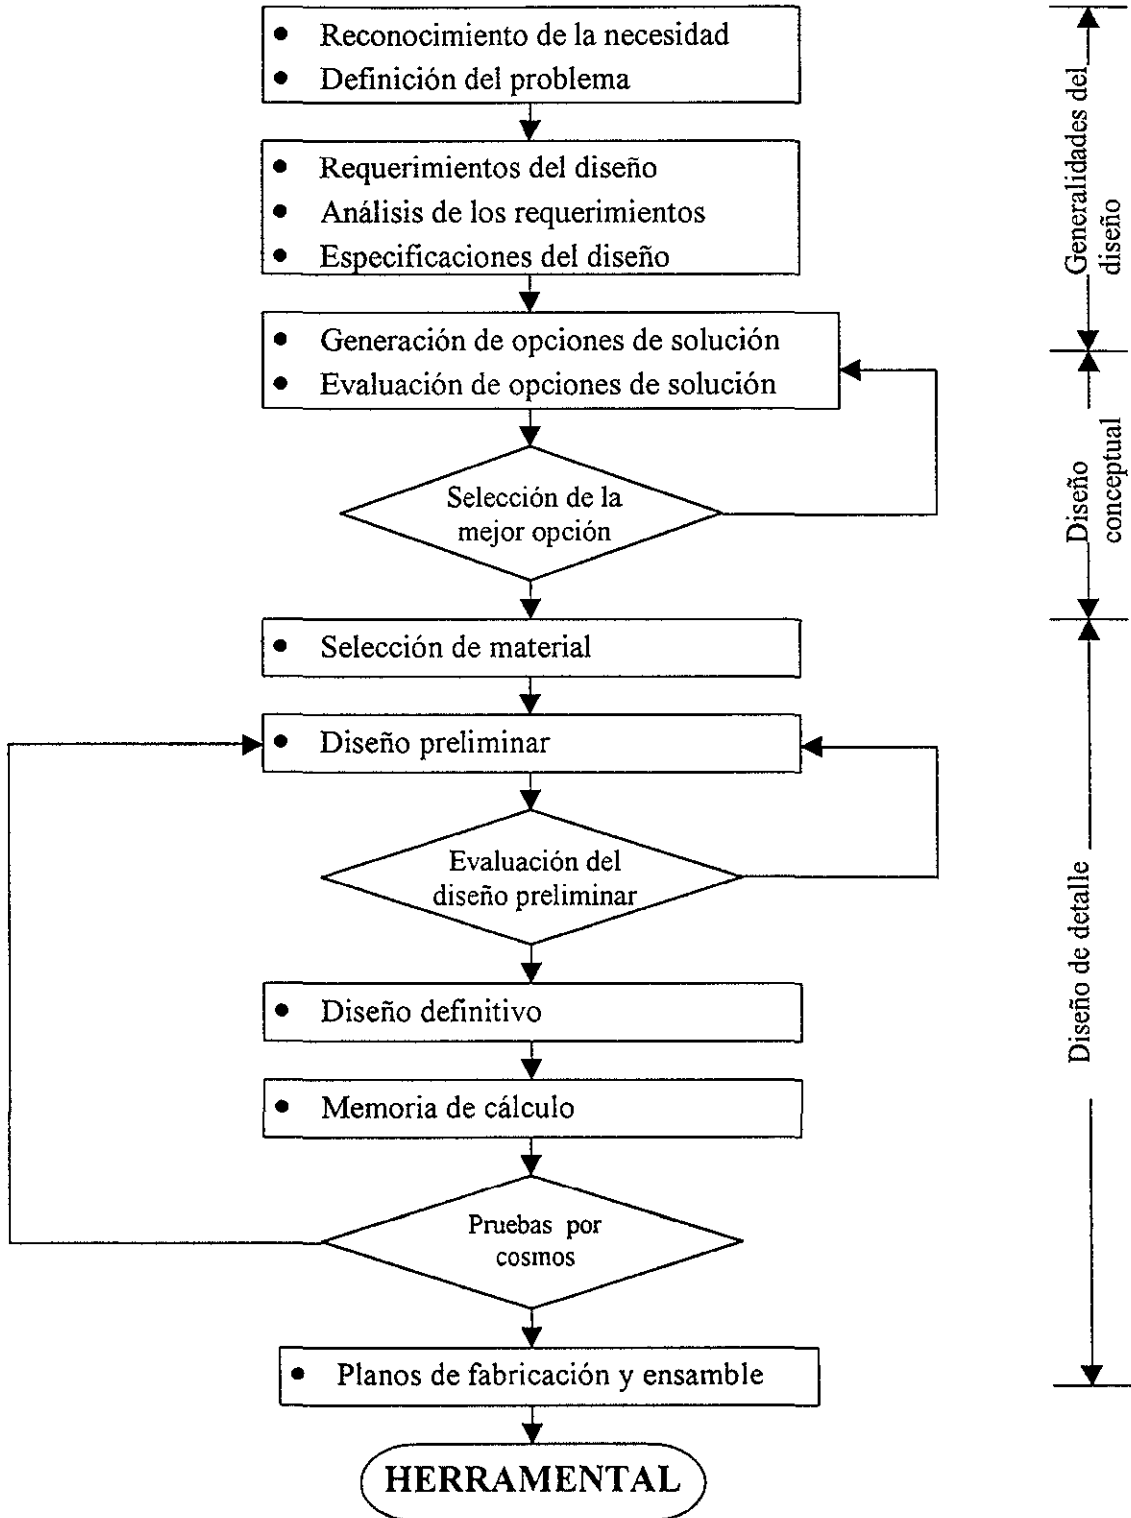 • Reconocimiento de la necesidad
• Definición del problema
• Requerimientos del diseño
• Análisis de los requerimientos
• Especificaciones del diseño
• Generación de opciones de solución
• Evaluación de opciones de solución
Selección de la
mejor opción
• Selección de material
• Diseño preliminar
Evaluación del
diseño preliminar
• Diseño definitivo
• Memoria de cálculo
Pruebas por
cosmos
• Planos de fabricación y ensamble
HERRAMENTAL
Generalidades del
diseño
Diseño
conceptual
Diseño de detalle